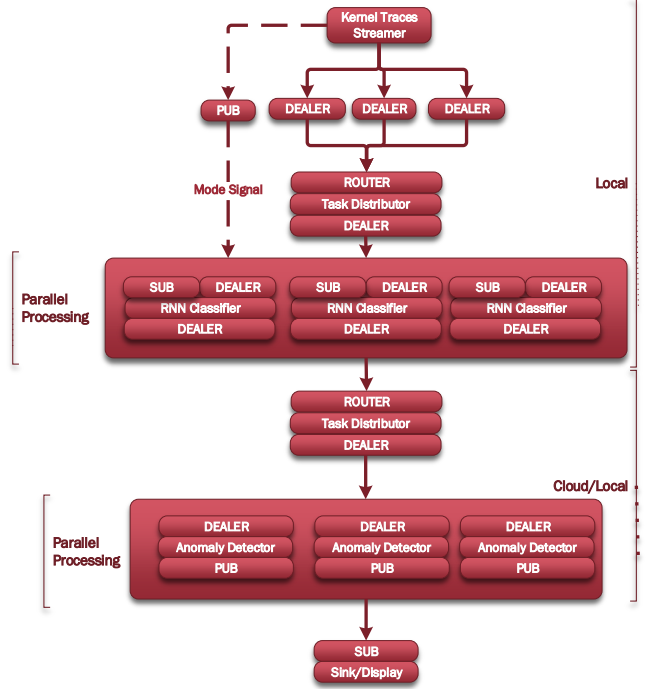 Kernel Traces
Streamer
PUB
DEALER
DEALER
DEALER
Mode Signal
ROUTER
Task Distributor
DEALER
Local
Parallel
Processing
SUB DEALER
RNN Classifier
DEALER
SUB DEALER
RNN Classifier
DEALER
SUB DEALER
RNN Classifier
DEALER
ROUTER
Task Distributor
DEALER
Cloud/Local
Parallel
Processing
DEALER
Anomaly Detector
PUB
DEALER
Anomaly Detector
PUB
DEALER
Anomaly Detector
PUB
SUB
Sink/Display